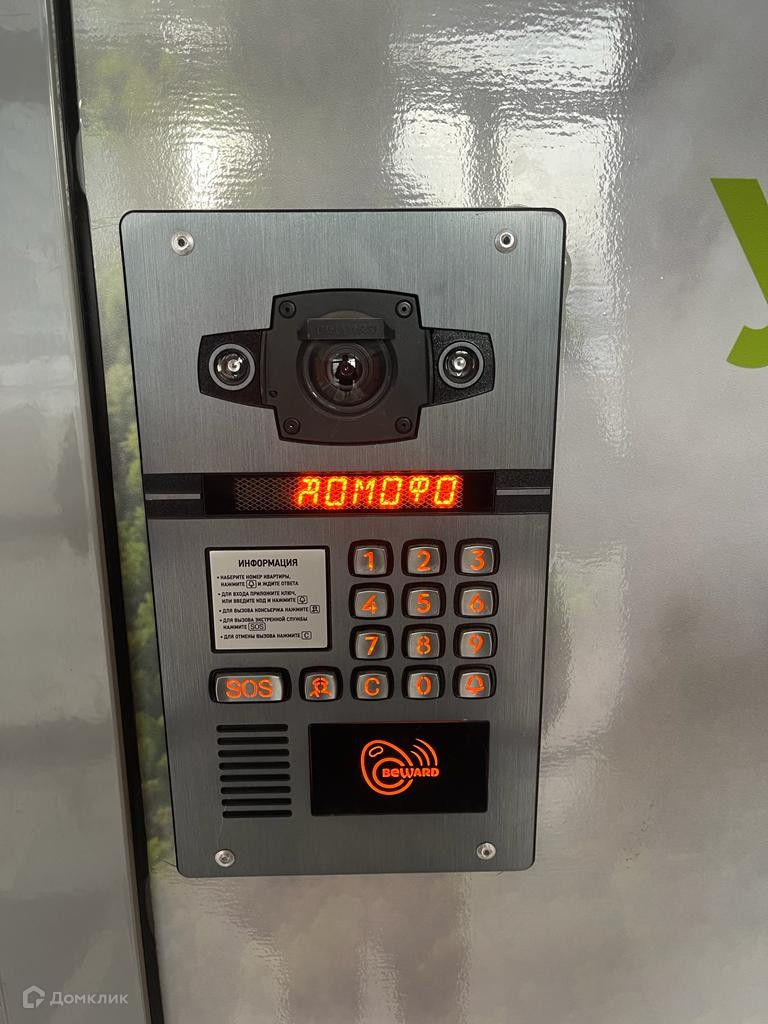 У
ДОМОФО
ИНФОРМАЦИЯ
• НАБЕРИТЕ НОМЕР КВАРТИРЫ,
НАЖМИТЕ И ЖДИТЕ ОТВЕТА
• ДЛЯ ВХОДА ПРИЛОЖИТЕ КЛЮЧ,
ИЛИ ВВЕДИТЕ КОД И НАЖМИТЕ
• ДЛЯ ВЫЗОВА КОНСЬЕРЖА НАЖМИТЕ
• ДЛЯ ВЫЗОВА ЭКСТРЕННОЙ СЛУЖБЫ
НАЖМИТЕ SOS
• ДЛЯ ОТМЕНЫ ВЫЗОВА НАЖМИТЕ C
1 2 3
4 5 6
7 8 9
SOS C 0
BEWARD
Домклик